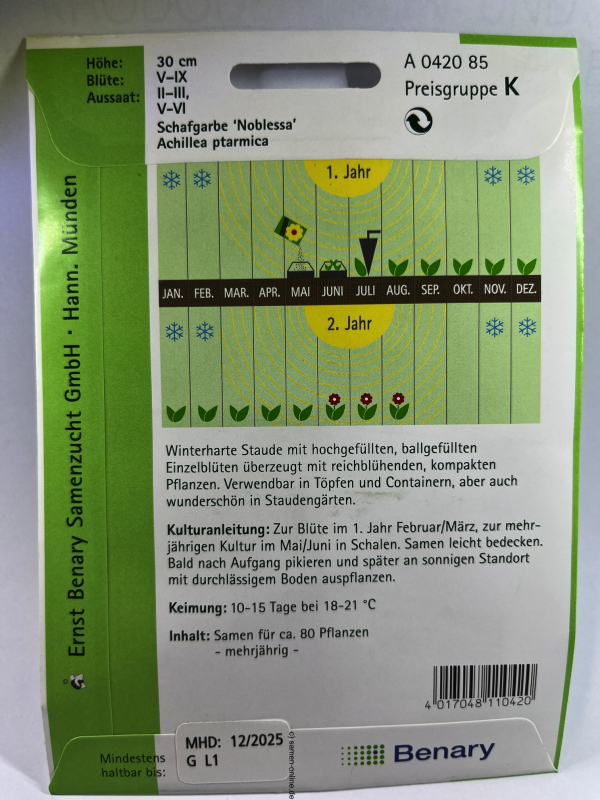 Höhe: 30 cm
Blüte: V–IX
Aussaat: II–III,
V–VI
Schafgarbe 'Noblessa'
Achillea ptarmica
A 0420 85
Preisgruppe K
1. Jahr
JAN. FEB. MAR. APR. MAI JUNI JULI AUG. SEP. OKT. NOV. DEZ.
2. Jahr
Winterharte Staude mit hochgefüllten, ballgefüllten
Einzelblüten überzeugt mit reichblühenden, kompakten
Pflanzen. Verwendbar in Töpfen und Containern, aber auch
wunderschön in Staudengärten.
Kulturanleitung: Zur Blüte im 1. Jahr Februar/März, zur mehr-
jährigen Kultur im Mai/Juni in Schalen. Samen leicht bedecken.
Bald nach Aufgang pikieren und später an sonnigen Standort
mit durchlässigem Boden auspflanzen.
Keimung: 10-15 Tage bei 18-21 °C
Inhalt: Samen für ca. 80 Pflanzen
- mehrjährig -
4 017048 110420
Ernst Benary Samenzucht GmbH · Hann. Münden
Mindestens
haltbar bis:
MHD: 12/2025
G L1
(c) samen-online.de
Benary